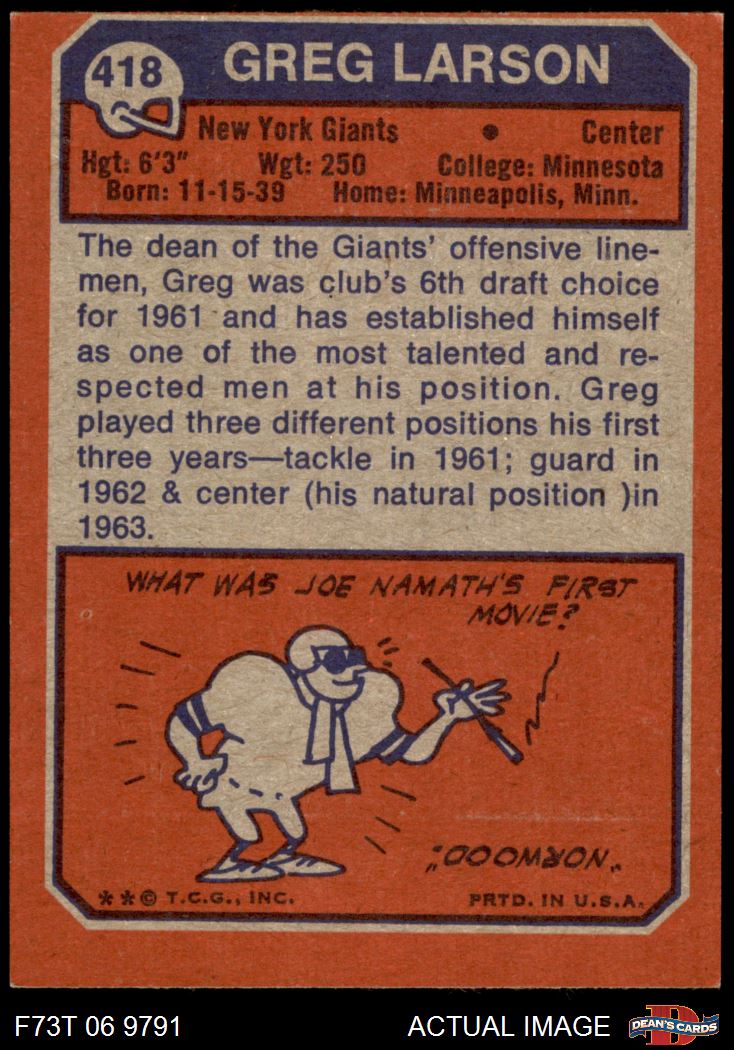 418
GREG LARSON
New York Giants • Center
Hgt: 6'3" Wgt: 250 College: Minnesota
Born: 11-15-39 Home: Minneapolis, Minn.
The dean of the Giants' offensive line-
men, Greg was club's 6th draft choice
for 1961 and has established himself
as one of the most talented and re-
spected men at his position. Greg
played three different positions his first
three years—tackle in 1961; guard in
1962 & center (his natural position )in
1963.
WHAT WAS JOE NAMATH'S FIRST
MOVIE?
"NORWOOD."
**© T.C.G., INC. PRTD. IN U.S.A.
F73T 06 9791 ACTUAL IMAGE D DEAN'S CARDS